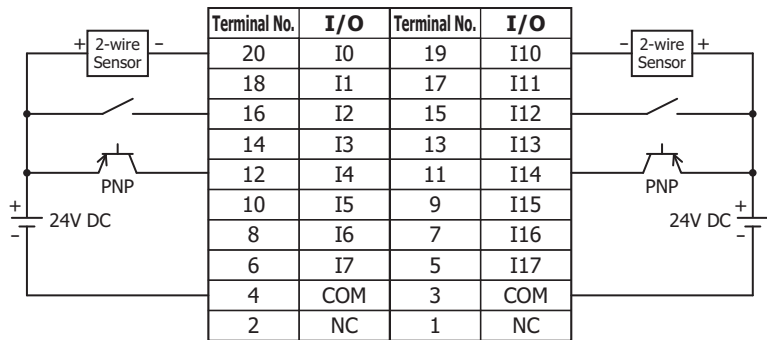 Terminal No. I/O Terminal No. I/O
+ 2-wire Sensor – 20 I0 19 I10 – 2-wire Sensor +
18 I1 17 I11
16 I2 15 I12
14 I3 13 I13
PNP 12 I4 11 I14 PNP
10 I5 9 I15
+ – 24V DC 8 I6 7 I16 24V DC + –
6 I7 5 I17
4 COM 3 COM
2 NC 1 NC